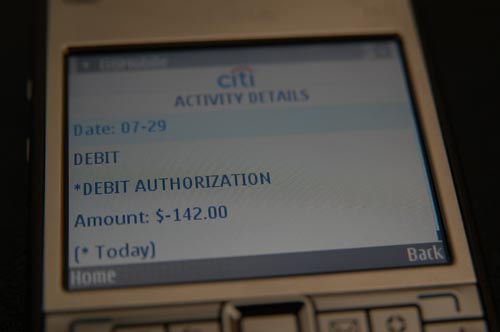 citi
ACTIVITY DETAILS
Date: 07-29
DEBIT
*DEBIT AUTHORIZATION
Amount: $-142.00
(* Today)
Home Back